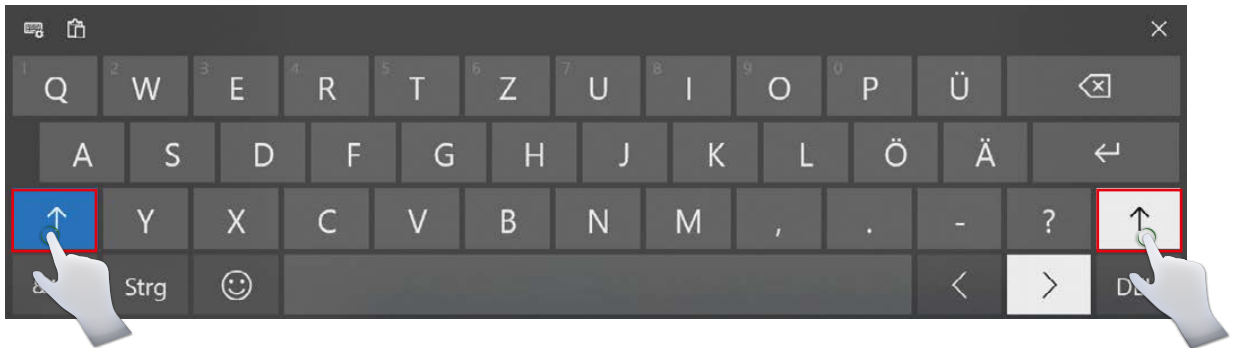 1 Q 2 W 3 E 4 R 5 T 6 Z 7 U 8 I 9 O 0 P Ü
A S D F G H J K L Ö Ä
Y X C V B N M , . - ?
Strg < >